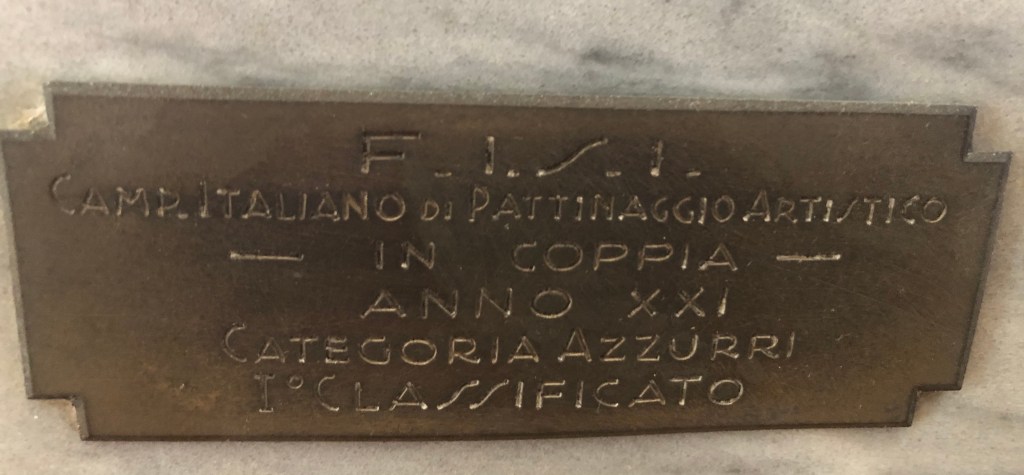 F.I.S.I.
CAMP. ITALIANO DI PATTINAGGIO ARTISTICO
— IN COPPIA —
ANNO XXI
CATEGORIA AZZURRI
I° CLASSIFICATO